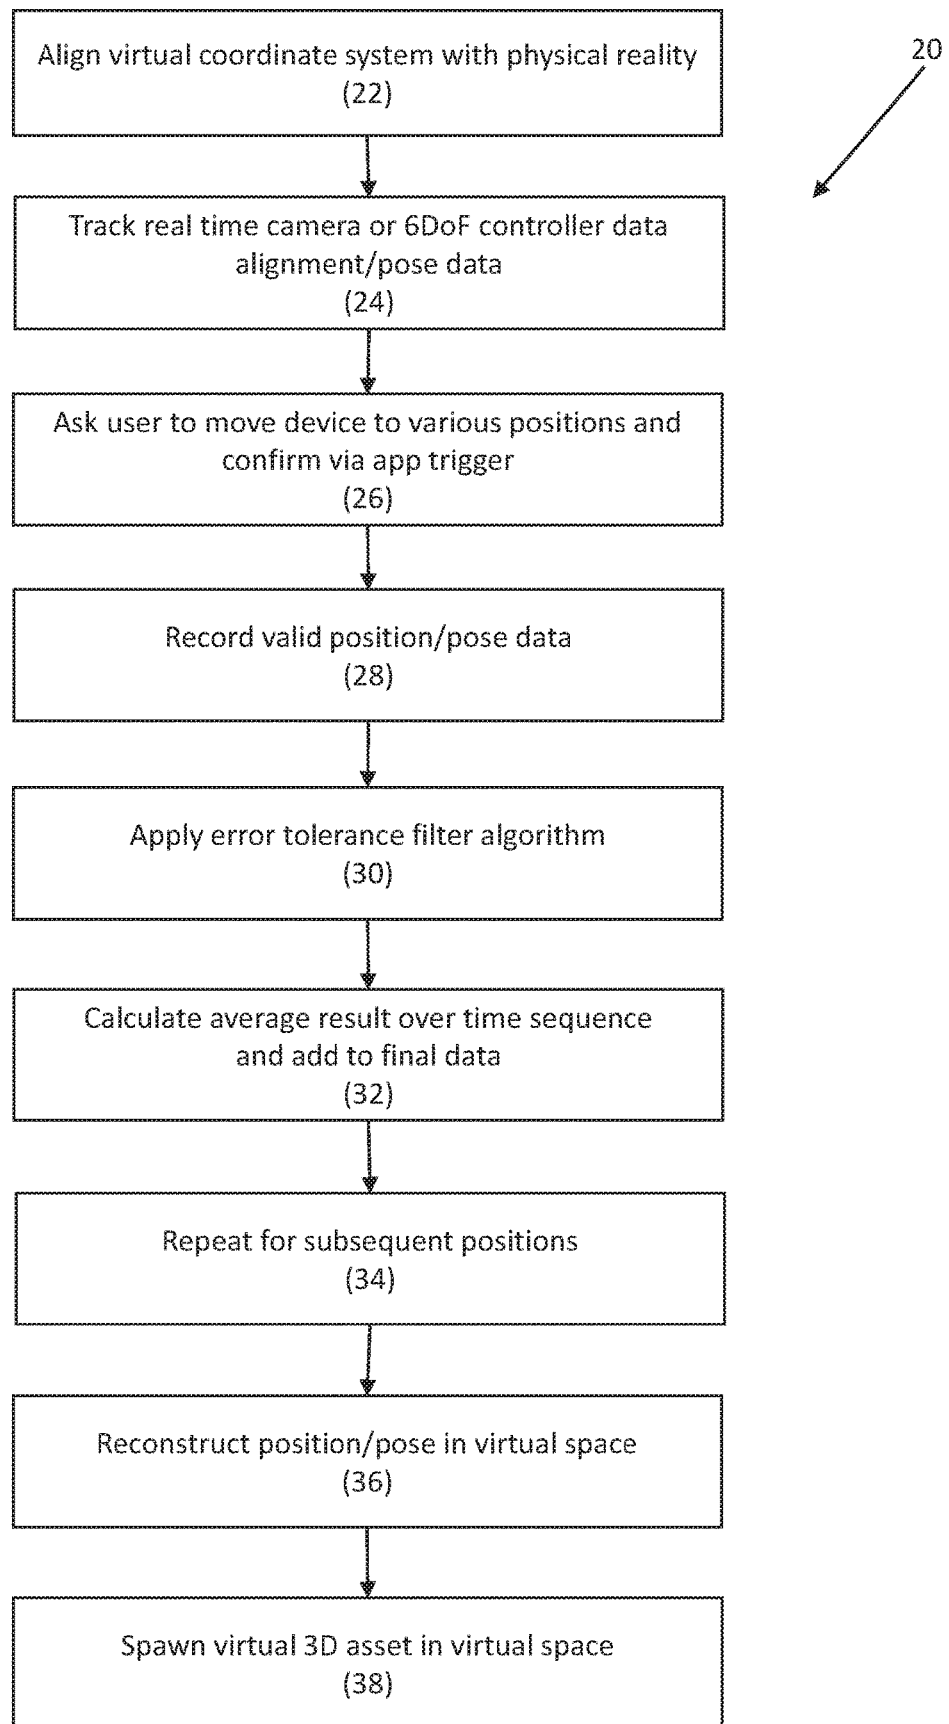 Align virtual coordinate system with physical reality
(22)
20
Track real time camera or 6DoF controller data
alignment/pose data
(24)
Ask user to move device to various positions and
confirm via app trigger
(26)
Record valid position/pose data
(28)
Apply error tolerance filter algorithm
(30)
Calculate average result over time sequence
and add to final data
(32)
Repeat for subsequent positions
(34)
Reconstruct position/pose in virtual space
(36)
Spawn virtual 3D asset in virtual space
(38)